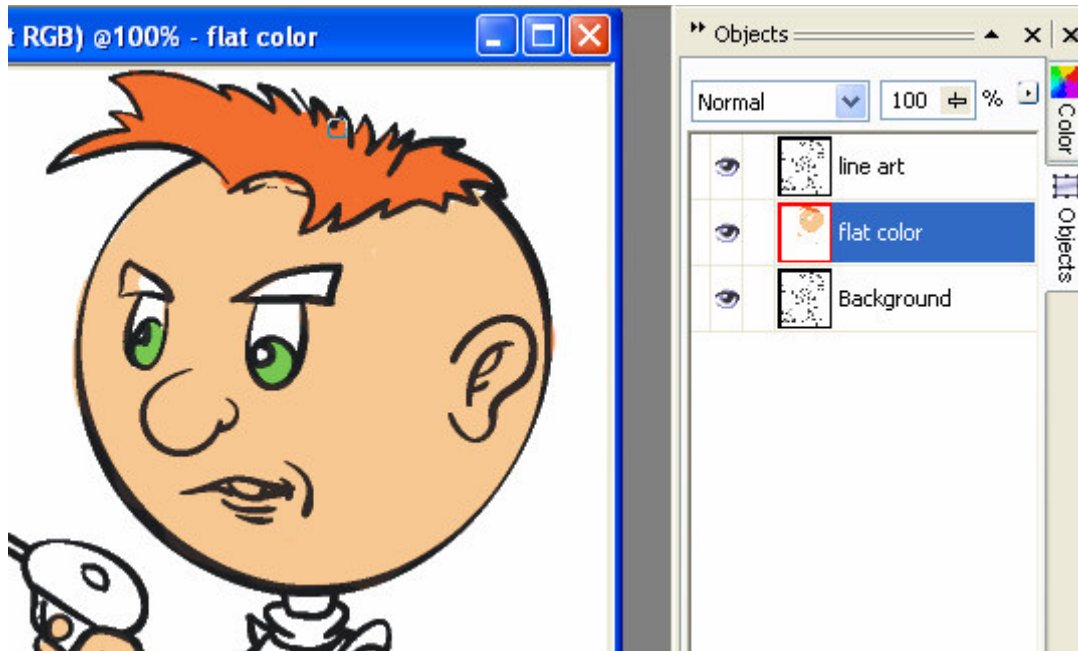 t RGB) @100% - flat color
Objects
Normal
100 %
line art
flat color
Background
Color
Objects